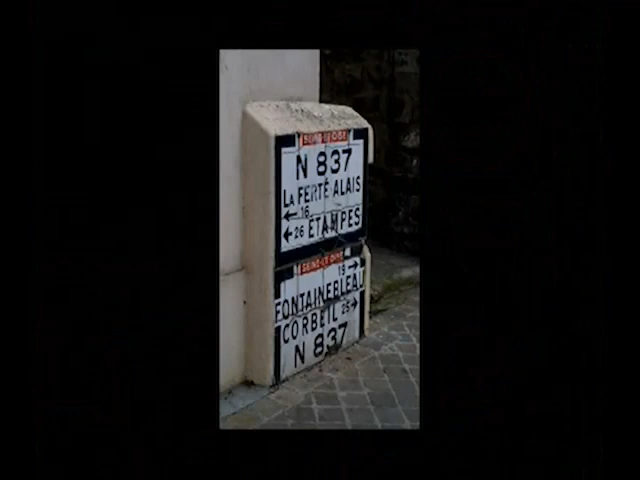 SEINE-ET-OISE
N 837
LA FERTÉ ALAIS
← 16
← 26 ÉTAMPES
SEINE-ET-OISE
19 →
FONTAINEBLEAU
CORBEIL 25 →
N 837